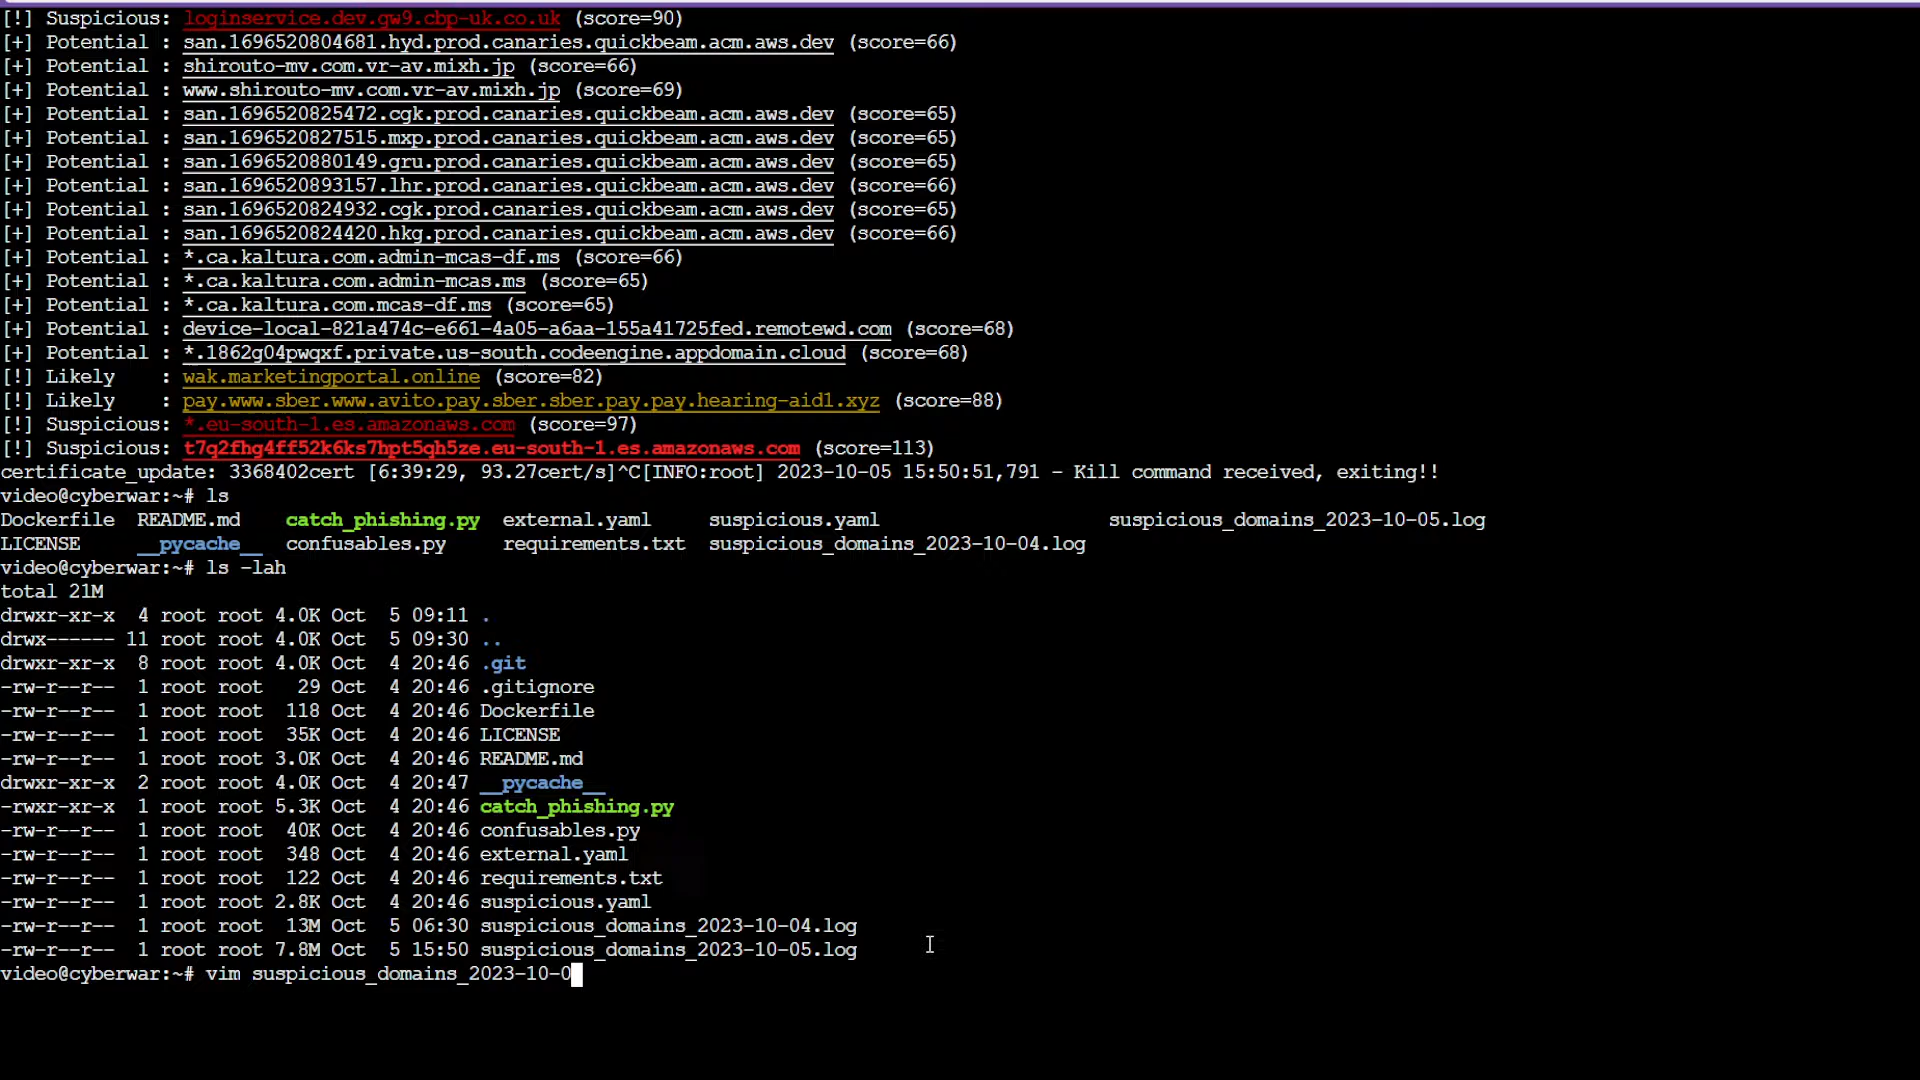 [!] Suspicious: loginservice.dev.gw9.cbp-uk.co.uk (score=90)
[+] Potential : san.1696520804681.hyd.prod.canaries.quickbeam.acm.aws.dev (score=66)
[+] Potential : shirouto-mv.com.vr-av.mixh.jp (score=66)
[+] Potential : www.shirouto-mv.com.vr-av.mixh.jp (score=69)
[+] Potential : san.1696520825472.cgk.prod.canaries.quickbeam.acm.aws.dev (score=65)
[+] Potential : san.1696520827515.mxp.prod.canaries.quickbeam.acm.aws.dev (score=65)
[+] Potential : san.1696520880149.gru.prod.canaries.quickbeam.acm.aws.dev (score=65)
[+] Potential : san.1696520893157.lhr.prod.canaries.quickbeam.acm.aws.dev (score=66)
[+] Potential : san.1696520824932.cgk.prod.canaries.quickbeam.acm.aws.dev (score=65)
[+] Potential : san.1696520824420.hkg.prod.canaries.quickbeam.acm.aws.dev (score=66)
[+] Potential : *.ca.kaltura.com.admin-mcas-df.ms (score=66)
[+] Potential : *.ca.kaltura.com.admin-mcas.ms (score=65)
[+] Potential : *.ca.kaltura.com.mcas-df.ms (score=65)
[+] Potential : device-local-821a474c-e661-4a05-a6aa-155a41725fed.remotewd.com (score=68)
[+] Potential : *.1862g04pwqxf.private.us-south.codeengine.appdomain.cloud (score=68)
[!] Likely    : wak.marketingportal.online (score=82)
[!] Likely    : pay.www.sber.www.avito.pay.sber.sber.pay.pay.hearing-aid1.xyz (score=88)
[!] Suspicious: *.eu-south-1.es.amazonaws.com (score=97)
[!] Suspicious: t7q2fhg4ff52k6ks7hpt5qh5ze.eu-south-1.es.amazonaws.com (score=113)
certificate_update: 3368402cert [6:39:29, 93.27cert/s]^C[INFO:root] 2023-10-05 15:50:51,791 - Kill command received, exiting!!
video@cyberwar:~# ls
Dockerfile  README.md    catch_phishing.py  external.yaml     suspicious.yaml                    suspicious_domains_2023-10-05.log
LICENSE     __pycache__  confusables.py     requirements.txt  suspicious_domains_2023-10-04.log
video@cyberwar:~# ls -lah
total 21M
drwxr-xr-x  4 root root 4.0K Oct  5 09:11 .
drwx------ 11 root root 4.0K Oct  5 09:30 ..
drwxr-xr-x  8 root root 4.0K Oct  4 20:46 .git
-rw-r--r--  1 root root   29 Oct  4 20:46 .gitignore
-rw-r--r--  1 root root  118 Oct  4 20:46 Dockerfile
-rw-r--r--  1 root root  35K Oct  4 20:46 LICENSE
-rw-r--r--  1 root root 3.0K Oct  4 20:46 README.md
drwxr-xr-x  2 root root 4.0K Oct  4 20:47 __pycache__
-rwxr-xr-x  1 root root 5.3K Oct  4 20:46 catch_phishing.py
-rw-r--r--  1 root root  40K Oct  4 20:46 confusables.py
-rw-r--r--  1 root root  348 Oct  4 20:46 external.yaml
-rw-r--r--  1 root root  122 Oct  4 20:46 requirements.txt
-rw-r--r--  1 root root 2.8K Oct  4 20:46 suspicious.yaml
-rw-r--r--  1 root root  13M Oct  5 06:30 suspicious_domains_2023-10-04.log
-rw-r--r--  1 root root 7.8M Oct  5 15:50 suspicious_domains_2023-10-05.log
video@cyberwar:~# vim suspicious_domains_2023-10-0